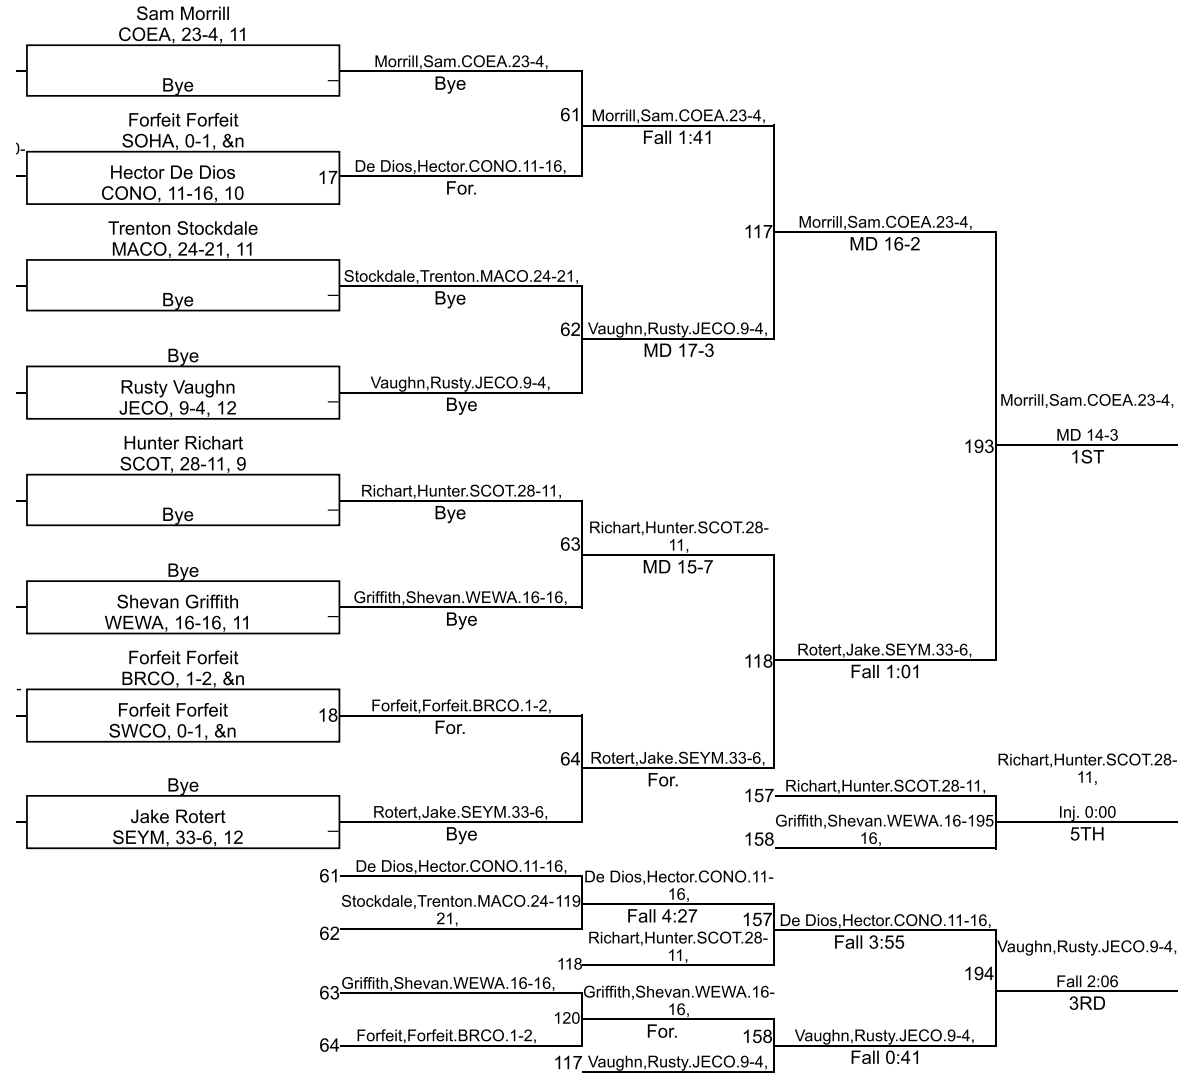 Sam Morrill
COEA, 23-4, 11
Bye
Forfeit Forfeit
SOHA, 0-1, &n
Hector De Dios
CONO, 11-16, 10
17
Trenton Stockdale
MACO, 24-21, 11
Bye
Bye
Rusty Vaughn
JECO, 9-4, 12
Hunter Richart
SCOT, 28-11, 9
Bye
Bye
Shevan Griffith
WEWA, 16-16, 11
Forfeit Forfeit
BRCO, 1-2, &n
Forfeit Forfeit
SWCO, 0-1, &n
18
Bye
Jake Rotert
SEYM, 33-6, 12
Morrill,Sam.COEA.23-4,
Bye
De Dios,Hector.CONO.11-16,
For.
Stockdale,Trenton.MACO.24-21,
Bye
Vaughn,Rusty.JECO.9-4,
Bye
Richart,Hunter.SCOT.28-11,
Bye
Griffith,Shevan.WEWA.16-16,
Bye
Forfeit,Forfeit.BRCO.1-2,
For.
Rotert,Jake.SEYM.33-6,
Bye
61
Morrill,Sam.COEA.23-4,
Fall 1:41
62
Vaughn,Rusty.JECO.9-4,
MD 17-3
63
Richart,Hunter.SCOT.28-
11,
MD 15-7
64
Rotert,Jake.SEYM.33-6,
For.
117
Morrill,Sam.COEA.23-4,
MD 16-2
118
Rotert,Jake.SEYM.33-6,
Fall 1:01
193
Morrill,Sam.COEA.23-4,
MD 14-3
1ST
157
Richart,Hunter.SCOT.28-11,
158
Griffith,Shevan.WEWA.16-
16,
195
Richart,Hunter.SCOT.28-
11,
Inj. 0:00
5TH
61
De Dios,Hector.CONO.11-16,
62
Stockdale,Trenton.MACO.24-
21,
119
De Dios,Hector.CONO.11-
16,
Fall 4:27
118
Richart,Hunter.SCOT.28-
11,
157
De Dios,Hector.CONO.11-16,
Fall 3:55
63
Griffith,Shevan.WEWA.16-16,
64
Forfeit,Forfeit.BRCO.1-2,
120
Griffith,Shevan.WEWA.16-
16,
For.
117
Vaughn,Rusty.JECO.9-4,
158
Vaughn,Rusty.JECO.9-4,
Fall 0:41
194
Vaughn,Rusty.JECO.9-4,
Fall 2:06
3RD